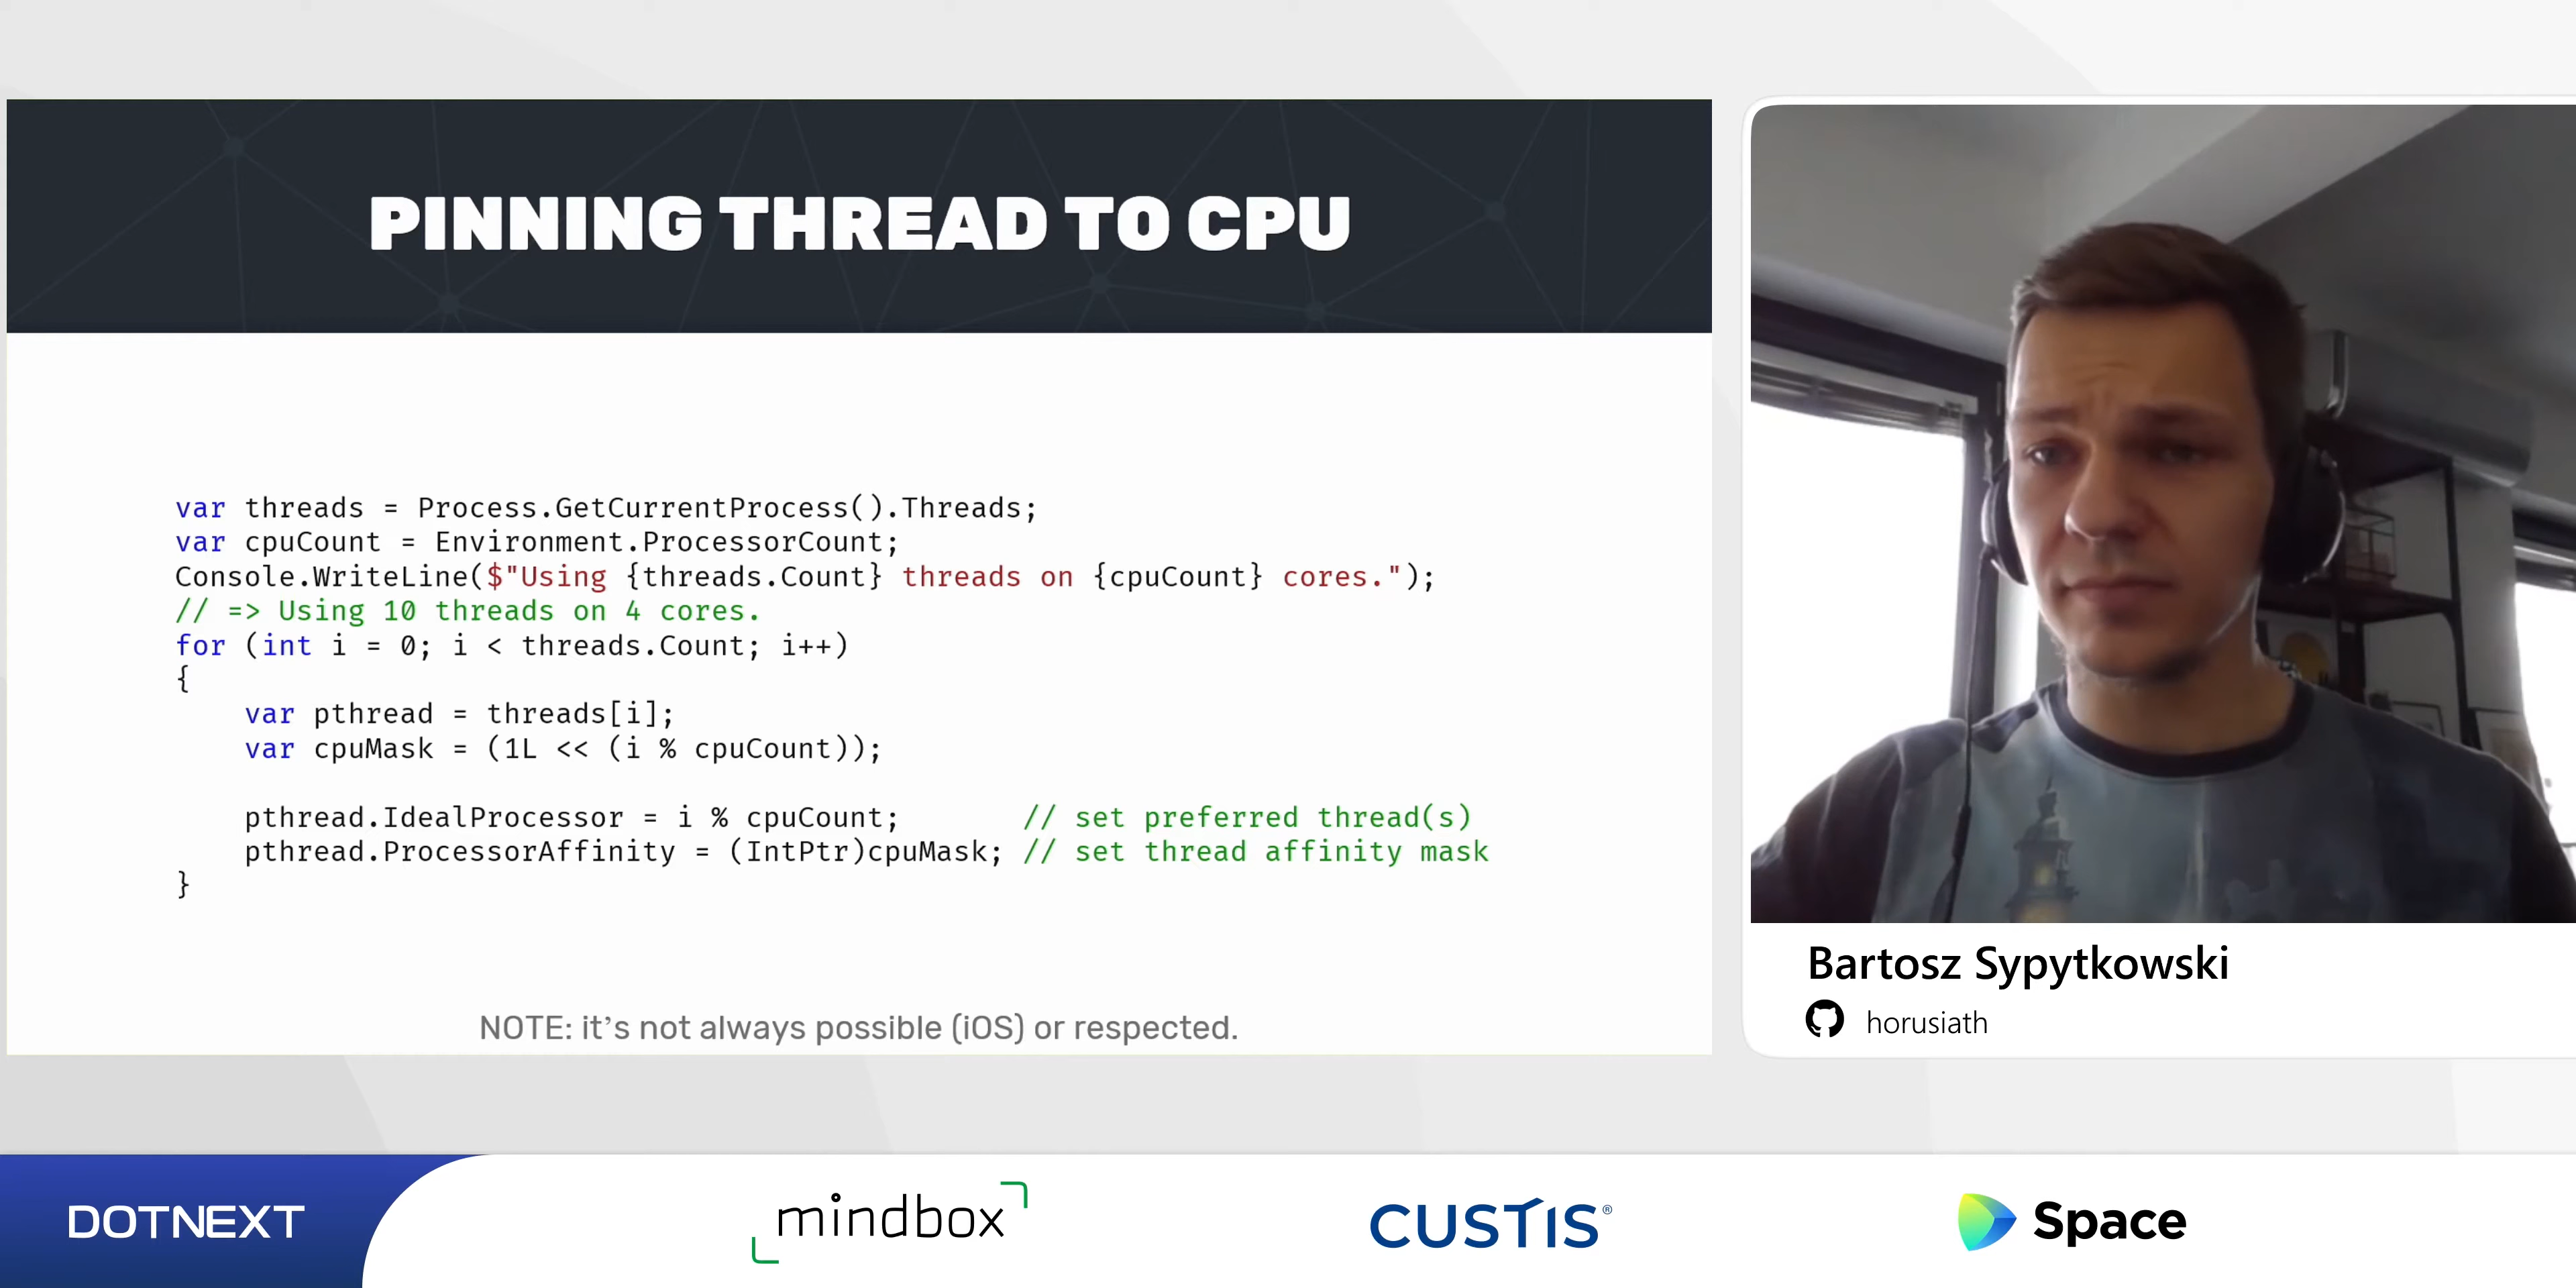 PINNING THREAD TO CPU
var threads = Process.GetCurrentProcess().Threads;
var cpuCount = Environment.ProcessorCount;
Console.WriteLine($"Using {threads.Count} threads on {cpuCount} cores.");
// => Using 10 threads on 4 cores.
for (int i = 0; i < threads.Count; i++)
{
    var pthread = threads[i];
    var cpuMask = (1L << (i % cpuCount));
    pthread.IdealProcessor = i % cpuCount;       // set preferred thread(s)
    pthread.ProcessorAffinity = (IntPtr)cpuMask; // set thread affinity mask
}
NOTE: it's not always possible (iOS) or respected.
Bartosz Sypytkowski
horusiath
DOTNEXT
mindbox
CUSTIS®
Space